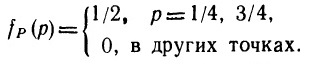 f_P(p) = { 1/2, p = 1/4, 3/4,
0, в других точках.